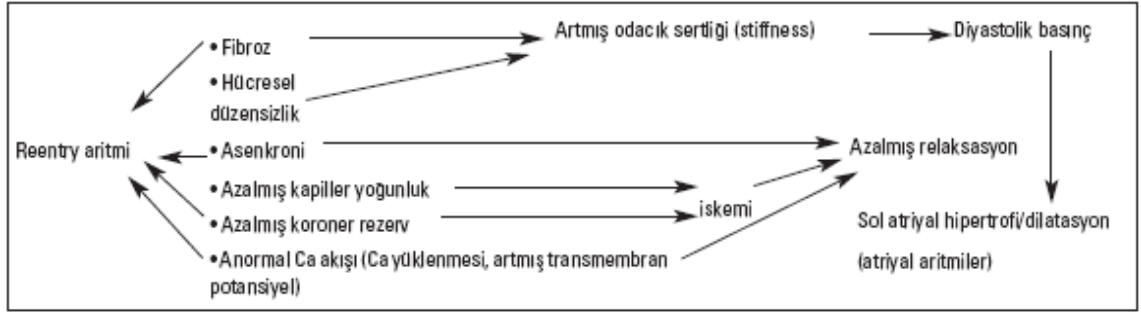 Artmış odacık sertliği (stiffness)
Diyastolik basınç
• Fibroz
• Hücresel
düzensizlik
Reentry aritmi
• Asenkroni
Azalmış relaksasyon
• Azalmış kapiller yoğunluk
iskemi
• Azalmış koroner rezerv
Sol atriyal hipertrofi/dilatasyon
(atriyal aritmiler)
• Anormal Ca akışı (Ca yüklenmesi, artmış transmembran
potansiyel)